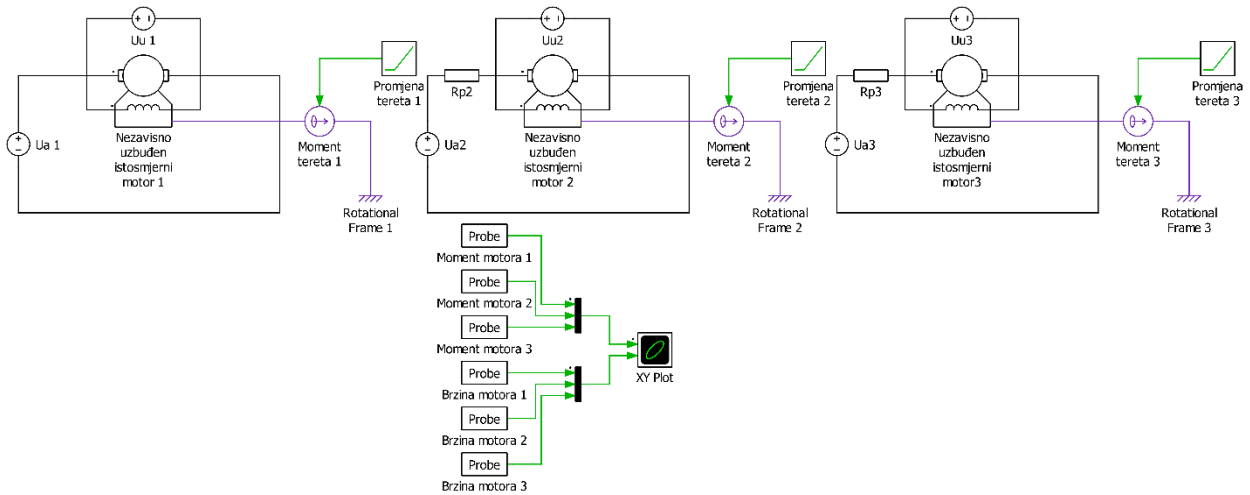 Uu 1
Ua 1
Nezavisno
uzbuđen
istosmjerni
motor 1
Promjena
tereta 1
Moment
tereta 1
Rotational
Frame 1
Uu2
Rp2
Ua2
Nezavisno
uzbuđen
istosmjerni
motor 2
Promjena
tereta 2
Moment
tereta 2
Rotational
Frame 2
Uu3
Rp3
Ua3
Nezavisno
uzbuđen
istosmjerni
motor3
Promjena
tereta 3
Moment
tereta 3
Rotational
Frame 3
Probe
Moment motora 1
Probe
Moment motora 2
Probe
Moment motora 3
Probe
Brzina motora 1
Probe
Brzina motora 2
Probe
Brzina motora 3
XY Plot